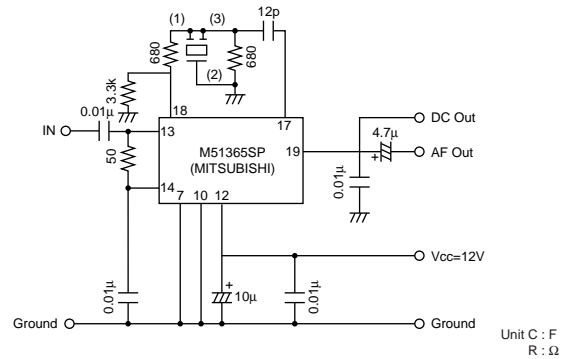 12p
(1) (3)
680
680
(2)
3.3k
0.01μ
18
17
IN
13
M51365SP
(MITSUBISHI)
19
DC Out
4.7μ
+
AF Out
50
14
7 10 12
0.01μ
Vcc=12V
+
10μ
0.01μ
0.01μ
Ground
Ground
Unit C : F
R : Ω